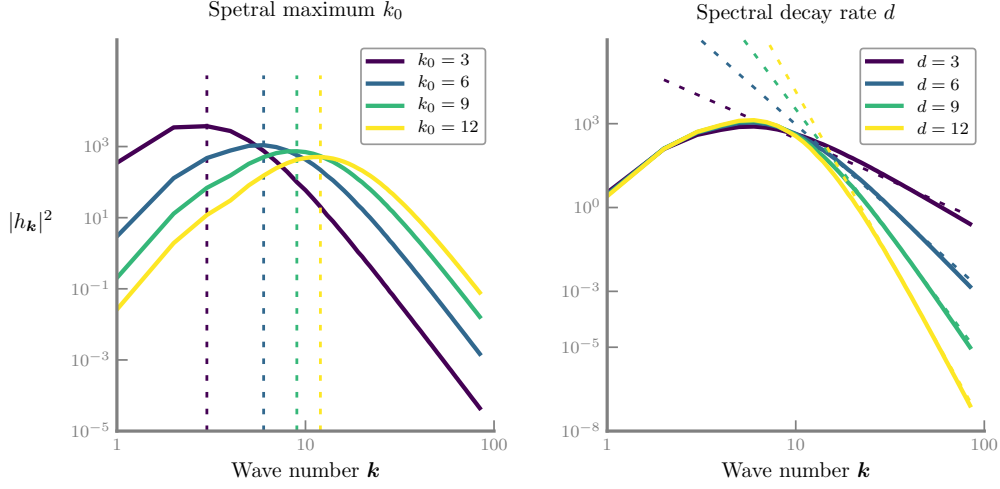 Spetral maximum k₀
k₀ = 3
k₀ = 6
k₀ = 9
k₀ = 12
10³
10¹
10⁻¹
10⁻³
10⁻⁵
|h𝒌|²
1
10
100
Wave number 𝒌
Spectral decay rate d
d = 3
d = 6
d = 9
d = 12
10³
10⁰
10⁻³
10⁻⁵
10⁻⁸
1
10
100
Wave number 𝒌